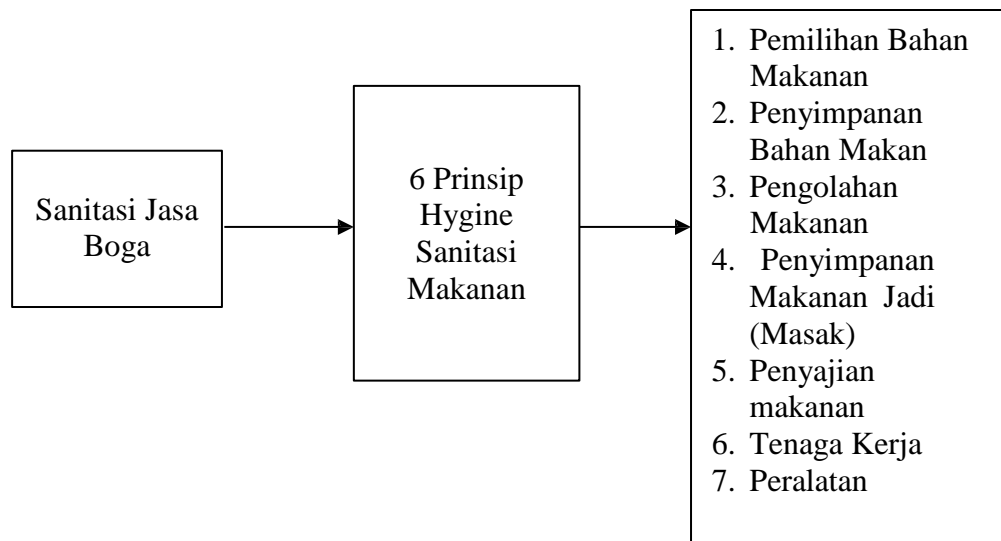 Sanitasi Jasa
Boga
6 Prinsip
Hygine
Sanitasi
Makanan
1. Pemilihan Bahan
Makanan
2. Penyimpanan
Bahan Makan
3. Pengolahan
Makanan
4. Penyimpanan
Makanan Jadi
(Masak)
5. Penyajian
makanan
6. Tenaga Kerja
7. Peralatan